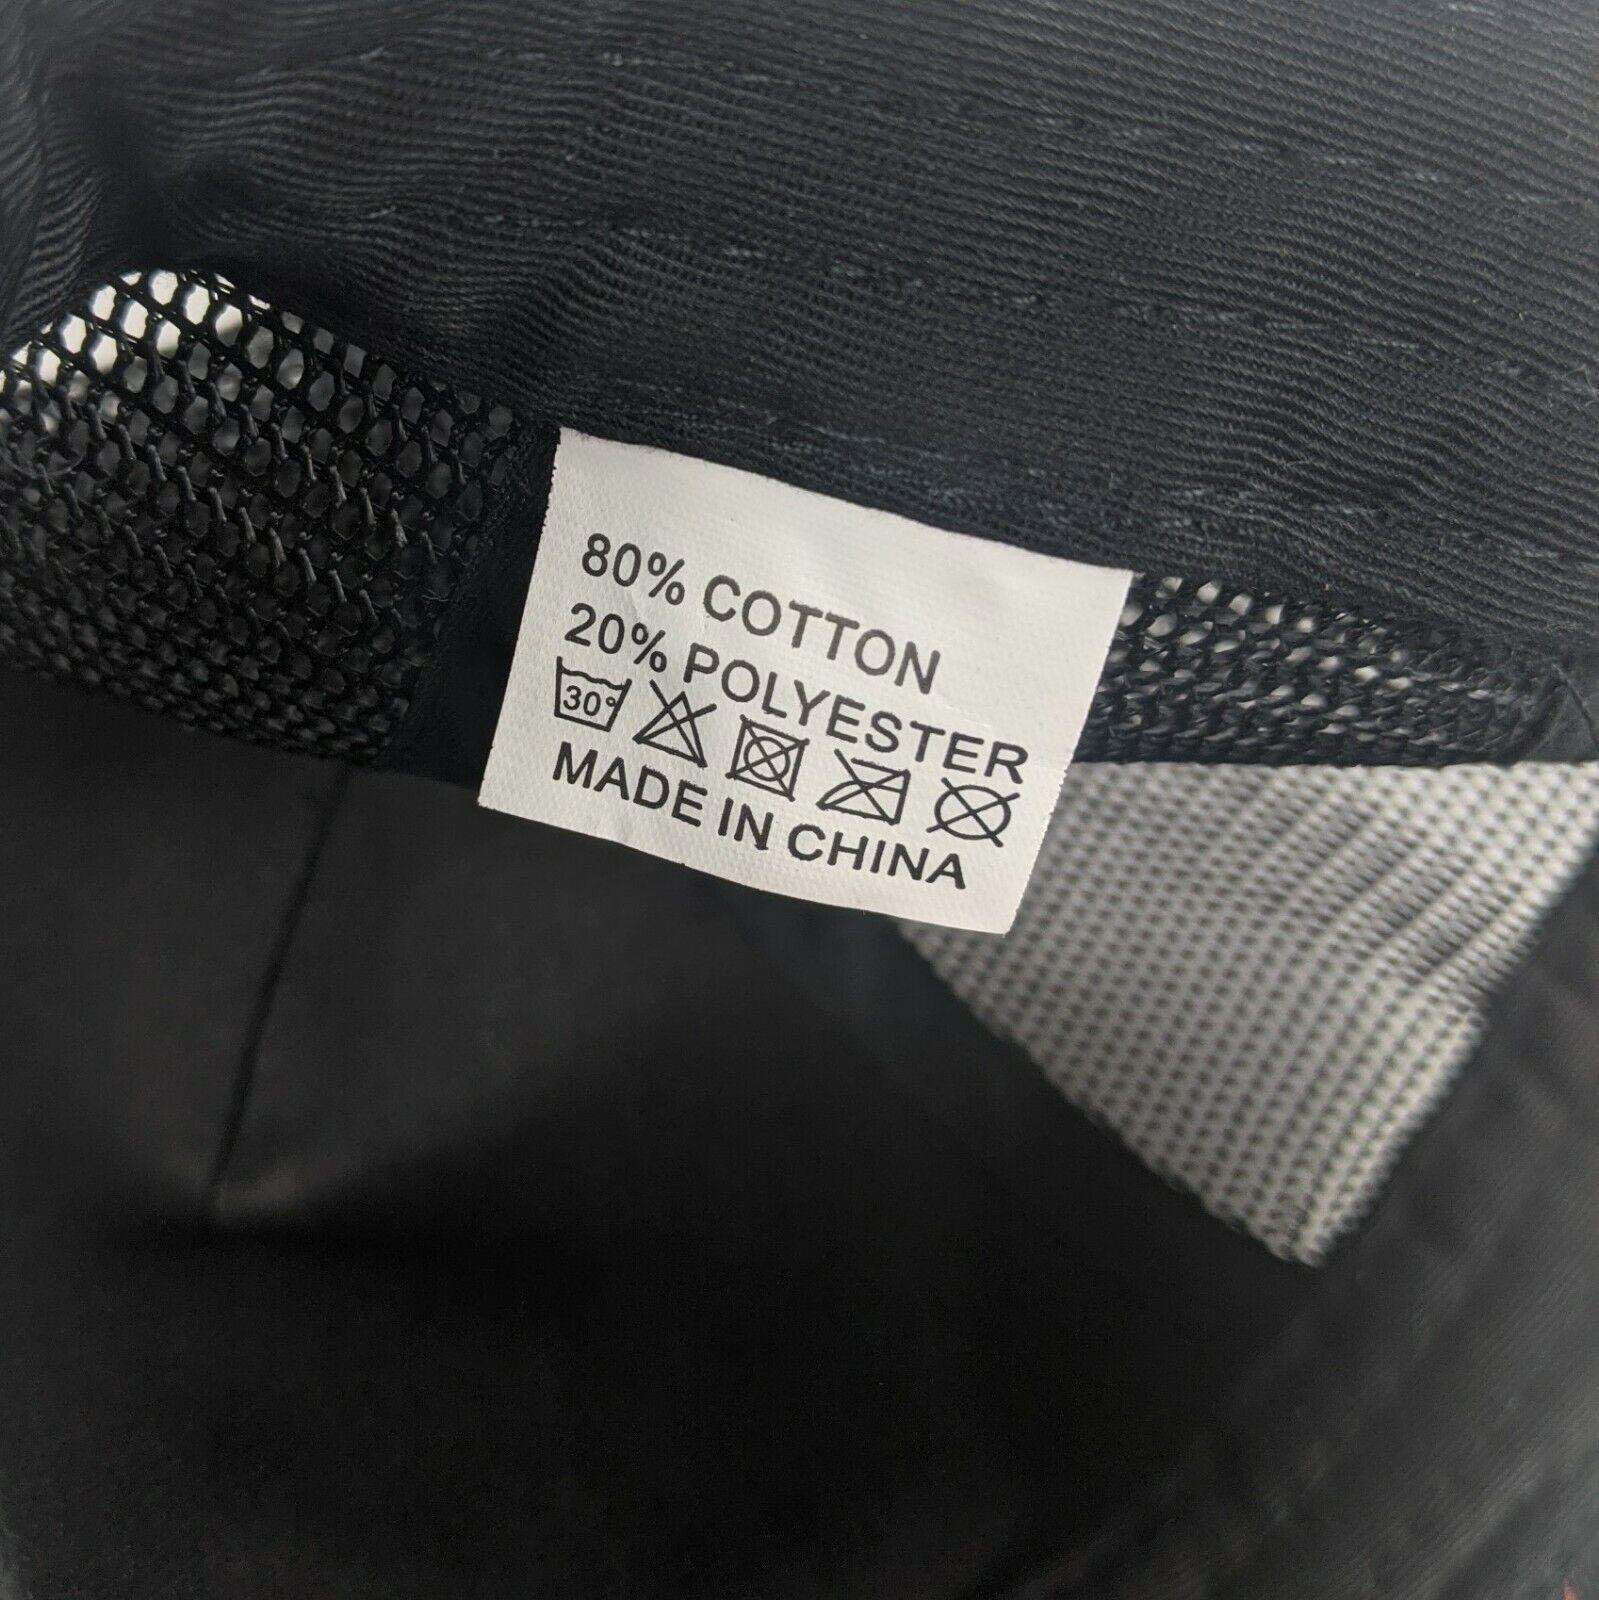 80% COTTON
20% POLYESTER
30°
MADE IN CHINA